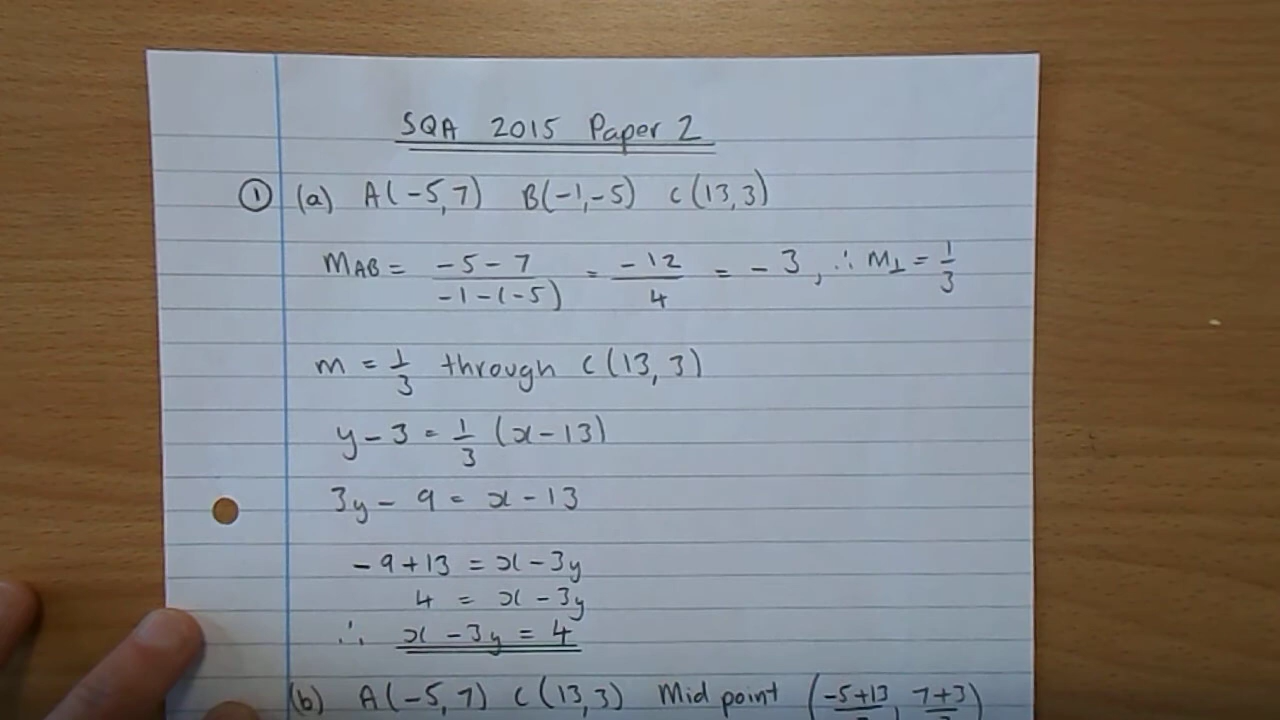 SQA 2015 Paper 2
① (a) A(-5,7) B(-1,-5) C(13,3)
MAB = -5-7/-1-(-5) = -12/4 = -3, ∴ M⊥ = 1/3
m = 1/3 through C(13,3)
y-3 = 1/3 (x-13)
3y-9 = x-13
-9+13 = x-3y
4 = x-3y
∴ x-3y = 4
(b) A(-5,7) C(13,3) Mid point (-5+13, 7+3)